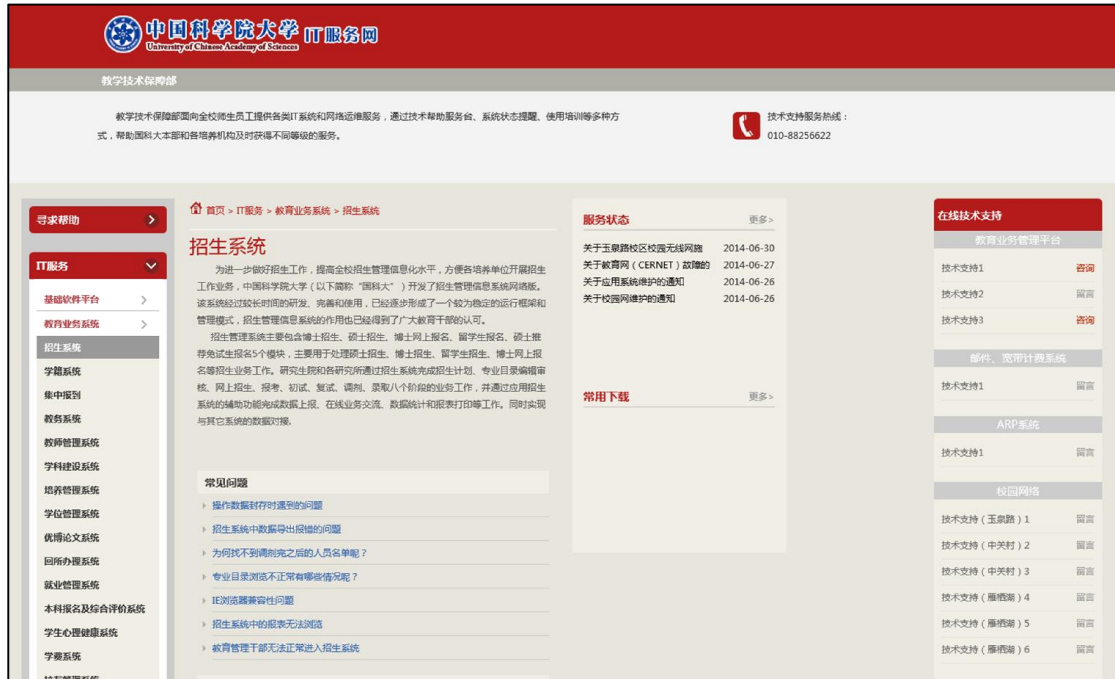 中国科学院大学 IT服务网
University of Chinese Academy of Sciences
教学技术保障部
教学技术保障部面向全校师生员工提供各类IT系统和网络运维服务，通过技术帮助服务台、系统状态提醒、使用培训等多种方
式，帮助国科大本部和各培养机构及时获得不同等级的服务。
技术支持服务热线：
010-88256622
寻求帮助
IT服务
基础软件平台
教育业务系统
招生系统
学籍系统
集中报到
教务系统
教师管理系统
学科建设系统
培养管理系统
学位管理系统
优博论文系统
回所办理系统
就业管理系统
本科报名及综合评价系统
学生心理健康系统
学费系统
首页 > IT服务 > 教育业务系统 > 招生系统
招生系统
为进一步做好招生工作，提高全校招生管理信息化水平，方便各培养单位开展招生
工作业务，中国科学院大学（以下简称“国科大”）开发了招生管理信息系统网络版。
该系统经过较长时间的研发、完善和使用，已经逐步形成了一个较为稳定的运行框架和
管理模式，招生管理信息系统的作用也已经得到了广大教育干部的认可。
招生管理系统主要包含博士招生、硕士招生、博士网上报名、留学生报名、硕士推
荐免试生报名5个模块，主要用于处理硕士招生、博士招生、留学生招生、博士网上报
名等招生业务工作。研究生院和各研究所通过招生系统完成招生计划、专业目录编辑审
核、网上招生、报考、初试、复试、调剂、录取八个阶段的业务工作，并通过应用招生
系统的辅助功能完成数据上报、在线业务交流、数据统计和报表打印等工作。同时实现
与其它系统的数据对接.
常见问题
操作数据封存时遇到的问题
招生系统中数据导出报错的问题
为何找不到调剂完之后的人员名单呢？
专业目录浏览不正常有哪些情况呢？
IE浏览器兼容性问题
招生系统中的报表无法浏览
教育管理干部无法正常进入招生系统
服务状态 更多>
关于玉泉路校区校园无线网施 2014-06-30
关于教育网（CERNET）故障的 2014-06-27
关于应用系统维护的通知 2014-06-26
关于校园网维护的通知 2014-06-26
常用下载 更多>
在线技术支持
教育业务管理平台
技术支持1 咨询
技术支持2 留言
技术支持3 咨询
邮件、宽带计费系统
技术支持1 留言
ARP系统
技术支持1 留言
校园网络
技术支持（玉泉路）1 留言
技术支持（中关村）2 留言
技术支持（中关村）3 留言
技术支持（雁栖湖）4 留言
技术支持（雁栖湖）5 留言
技术支持（雁栖湖）6 留言